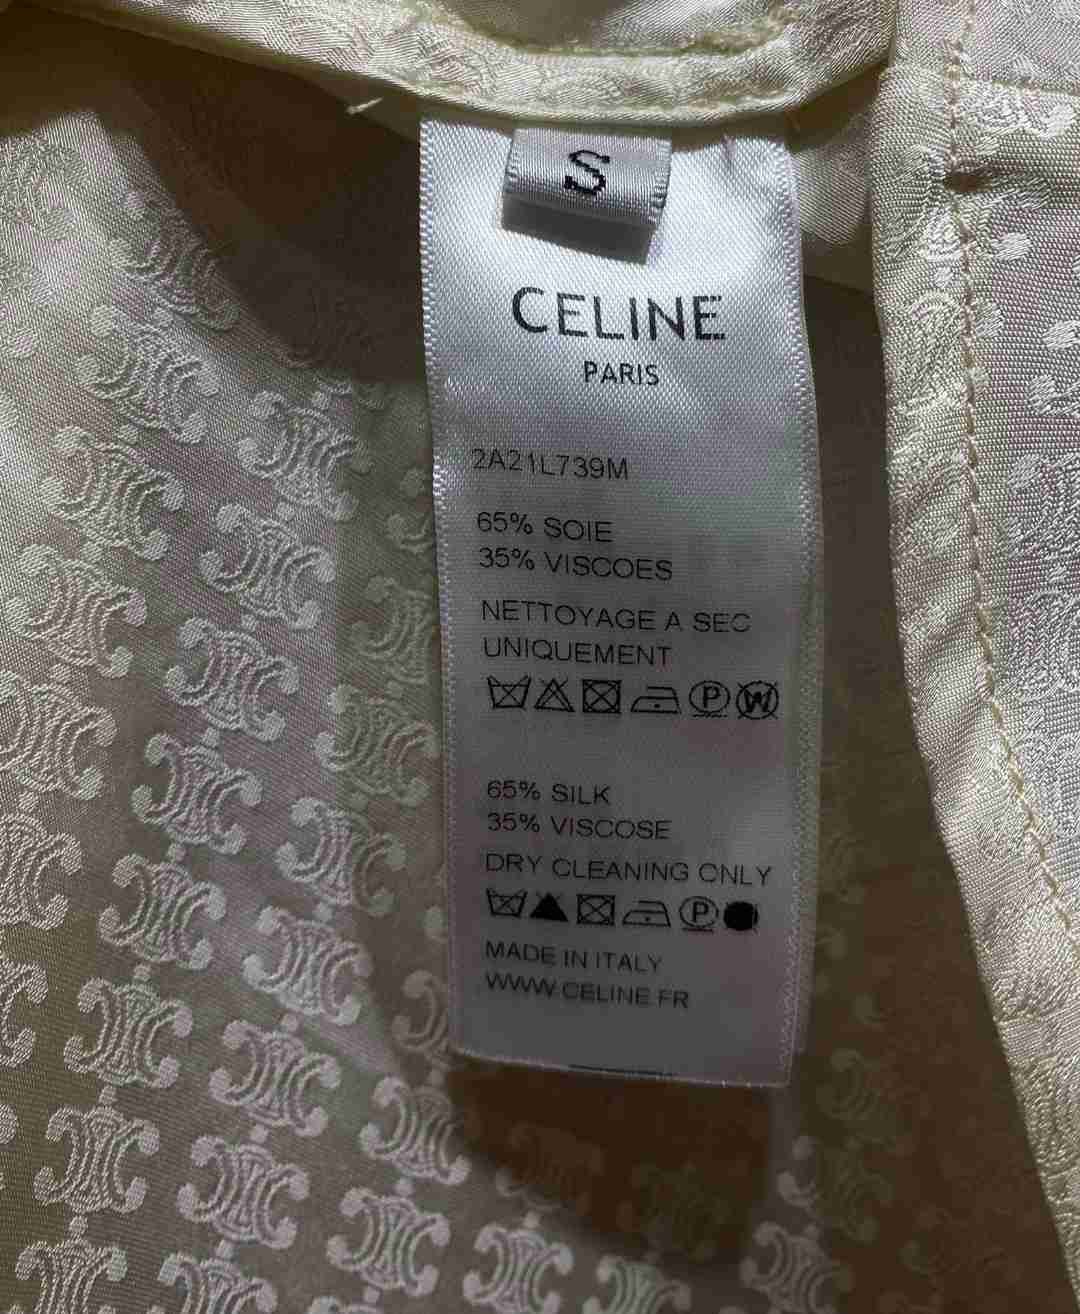 S
CELINE
PARIS
2A21L739M
65% SOIE
35% VISCOES
NETTOYAGE A SEC
UNIQUEMENT
P W
65% SILK
35% VISCOSE
DRY CLEANING ONLY
P
MADE IN ITALY
WWW.CELINE.FR